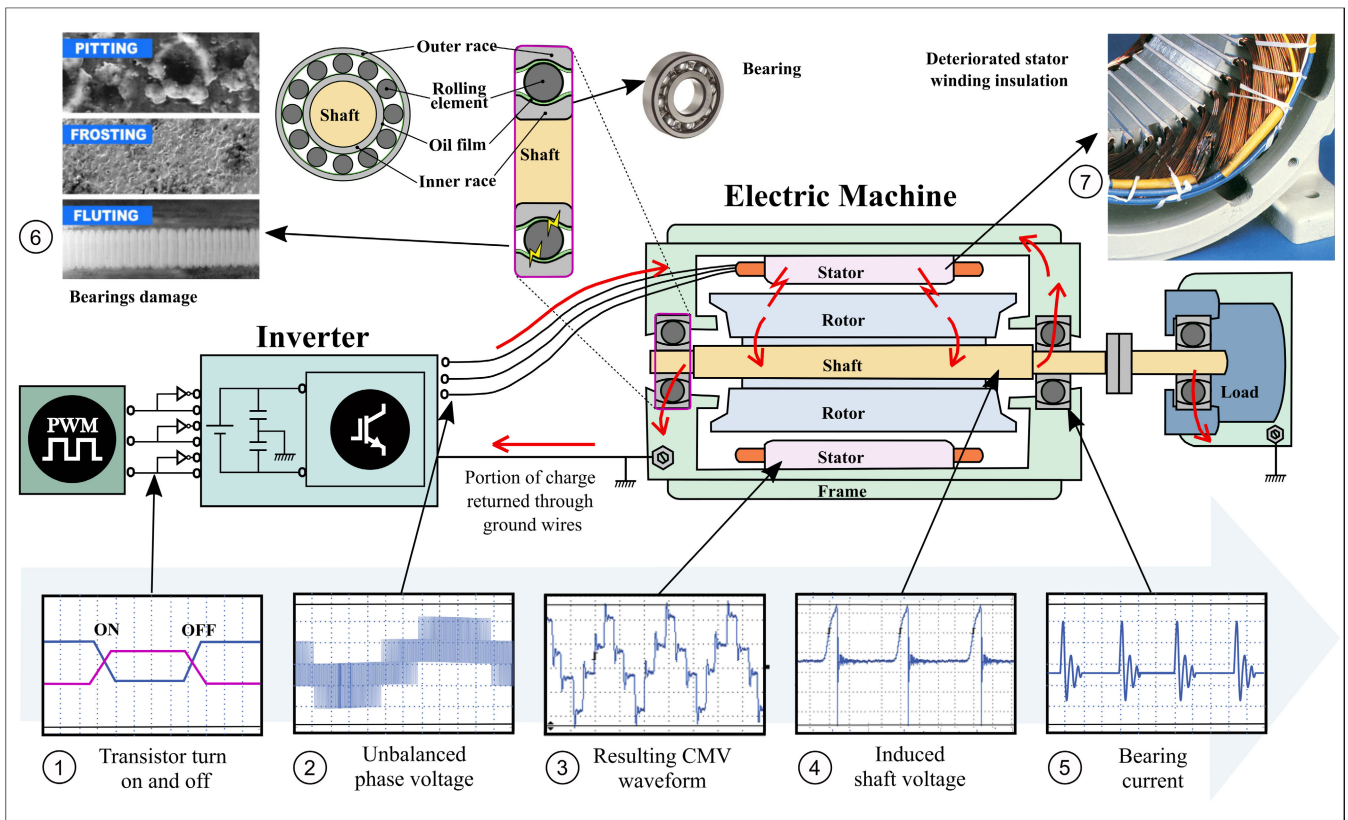 PITTING
FROSTING
FLUTING
6
Bearings damage
Outer race
Rolling
element
Shaft
Oil film
Inner race
Shaft
Bearing
Deteriorated stator
winding insulation
7
Electric Machine
Stator
Rotor
Shaft
Rotor
Stator
Frame
Load
Inverter
PWM
Portion of charge
returned through
ground wires
ON
OFF
1
Transistor turn
on and off
2
Unbalanced
phase voltage
3
Resulting CMV
waveform
4
Induced
shaft voltage
5
Bearing
current